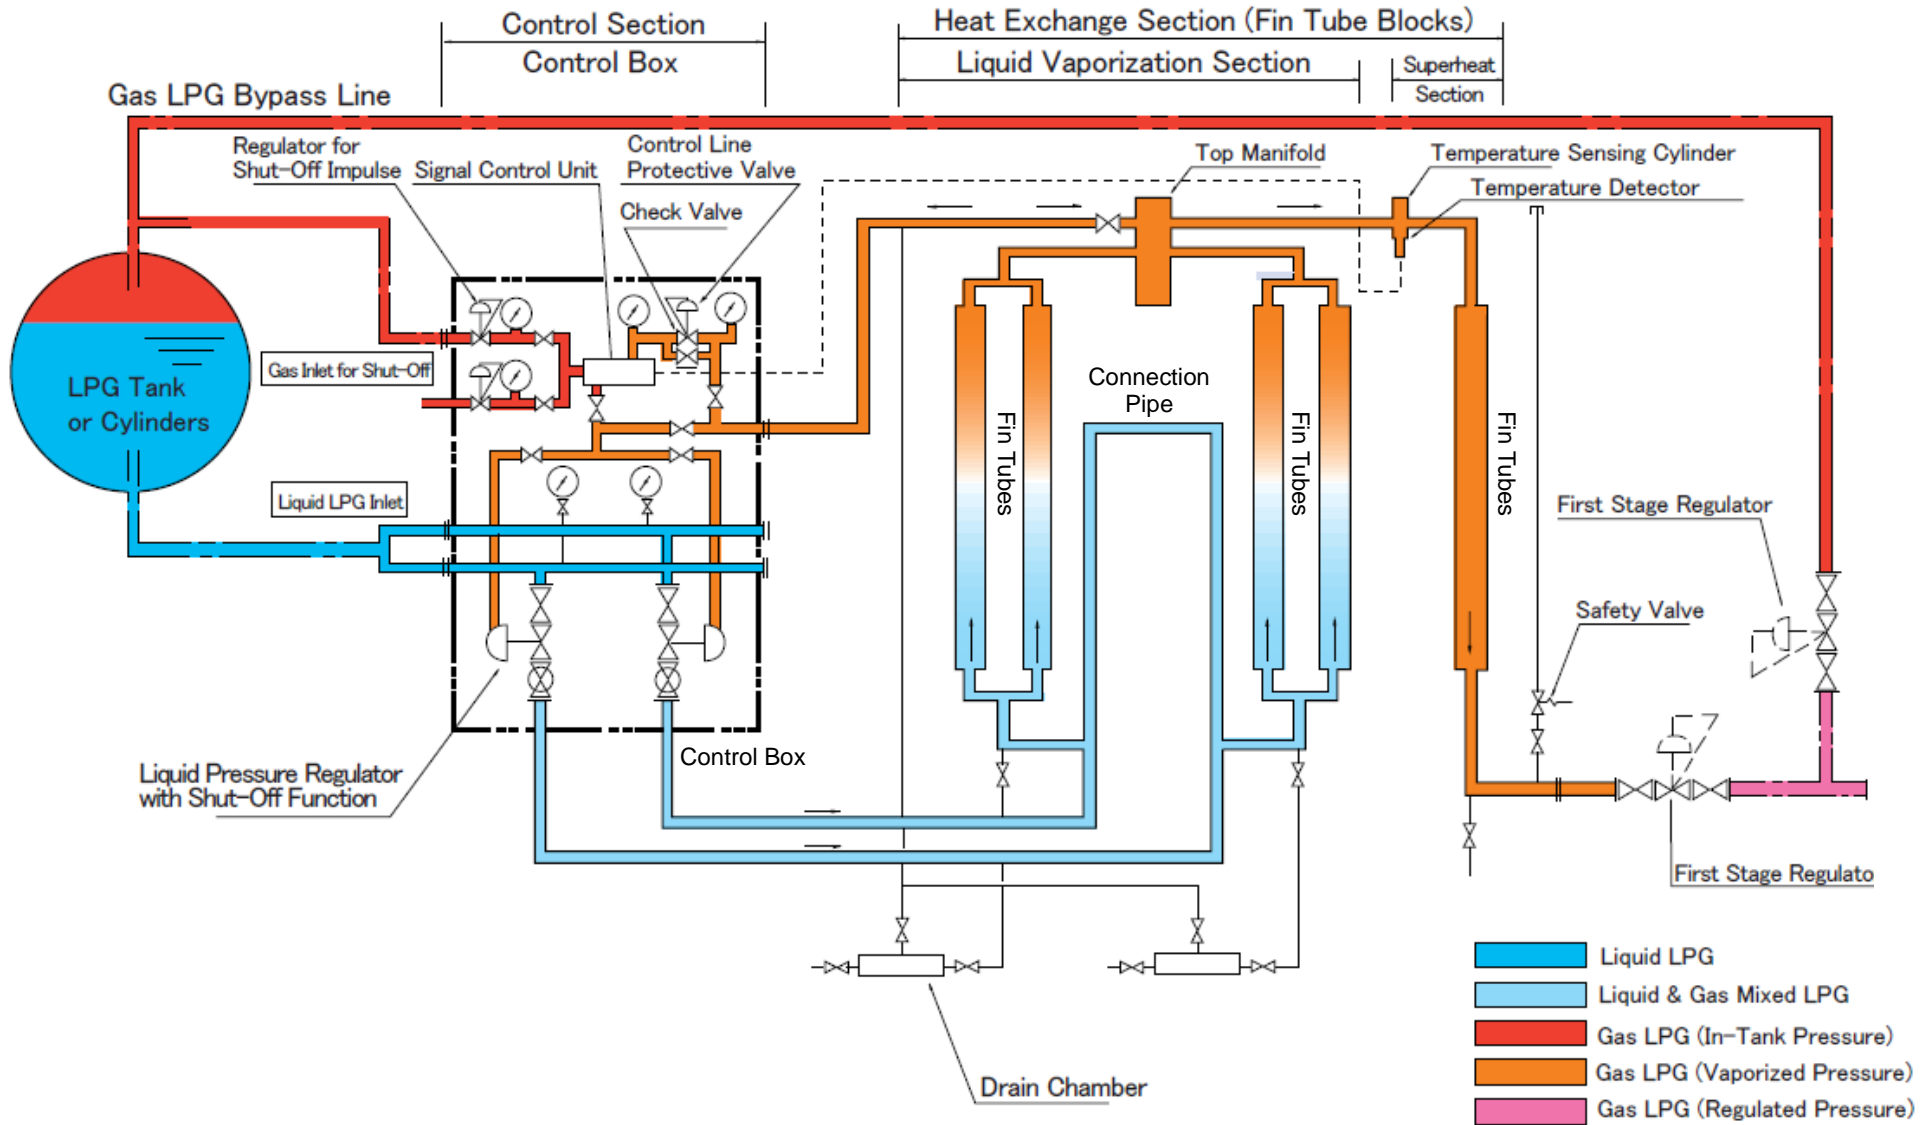 Control Section
Control Box
Heat Exchange Section (Fin Tube Blocks)
Liquid Vaporization Section
Superheat
Section
Gas LPG Bypass Line
Regulator for
Shut-Off Impulse
Signal Control Unit
Control Line
Protective Valve
Check Valve
Top Manifold
Temperature Sensing Cylinder
Temperature Detector
Gas Inlet for Shut-Off
LPG Tank
or Cylinders
Liquid LPG Inlet
Connection
Pipe
Fin Tubes
Fin Tubes
Fin Tubes
First Stage Regulator
Safety Valve
Control Box
Liquid Pressure Regulator
with Shut-Off Function
First Stage Regulato
Drain Chamber
Liquid LPG
Liquid & Gas Mixed LPG
Gas LPG (In-Tank Pressure)
Gas LPG (Vaporized Pressure)
Gas LPG (Regulated Pressure)